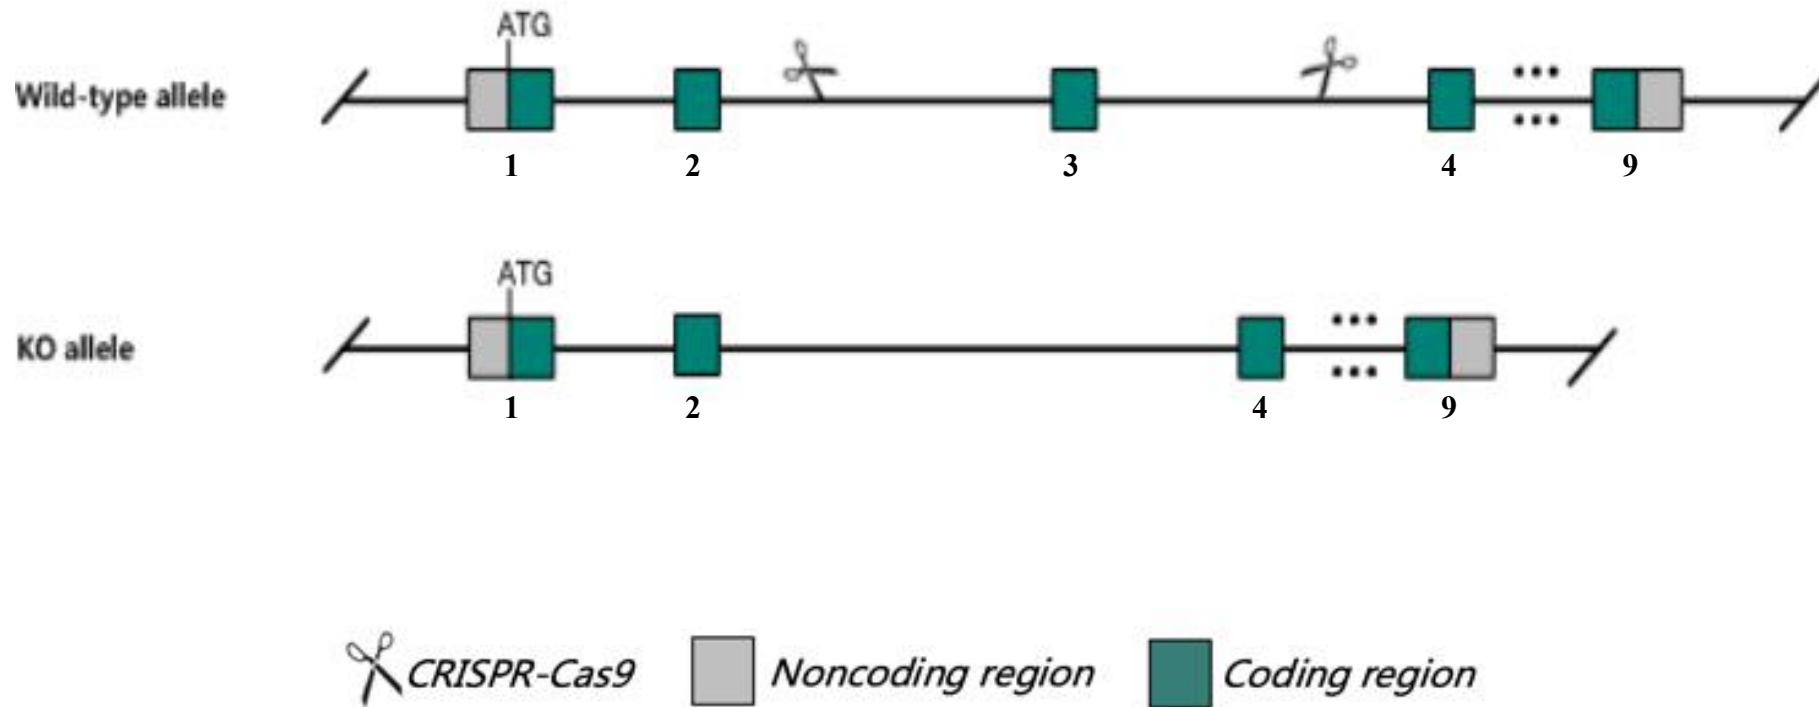 ATG
Wild-type allele
1 2 3 4 9
ATG
KO allele
1 2 4 9
CRISPR-Cas9 Noncoding region Coding region